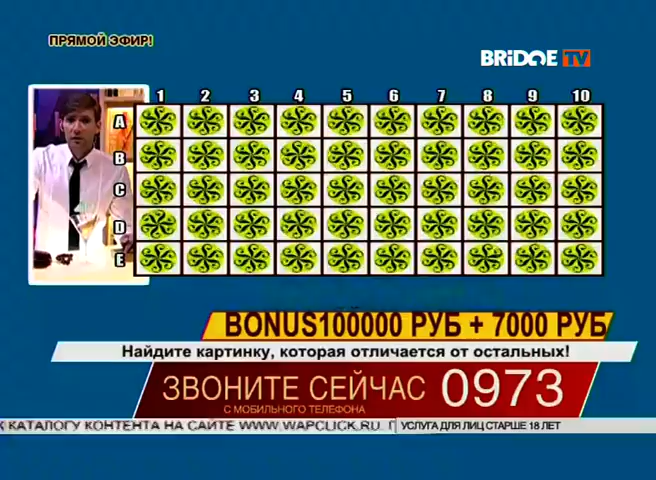 ПРЯМОЙ ЭФИР!
BRIDGE TV
1 2 3 4 5 6 7 8 9 10
A
B
C
D
E
BONUS100000 РУБ + 7000 РУБ
Найдите картинку, которая отличается от остальных!
ЗВОНИТЕ СЕЙЧАС 0973
С МОБИЛЬНОГО ТЕЛЕФОНА
К КАТАЛОГУ КОНТЕНТА НА САЙТЕ WWW.WAPCLICK.RU. УСЛУГА ДЛЯ ЛИЦ СТАРШЕ 18 ЛЕТ